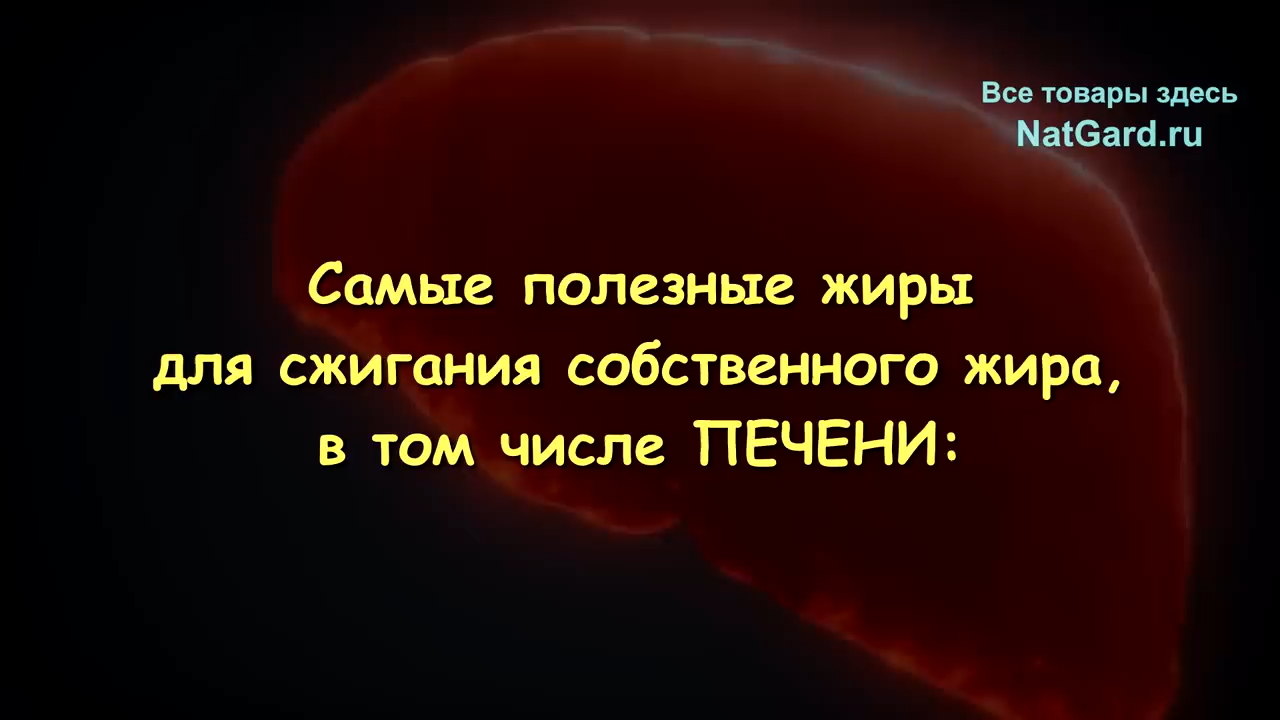 Все товары здесь
NatGard.ru
Самые полезные жиры
для сжигания собственного жира,
в том числе ПЕЧЕНИ: